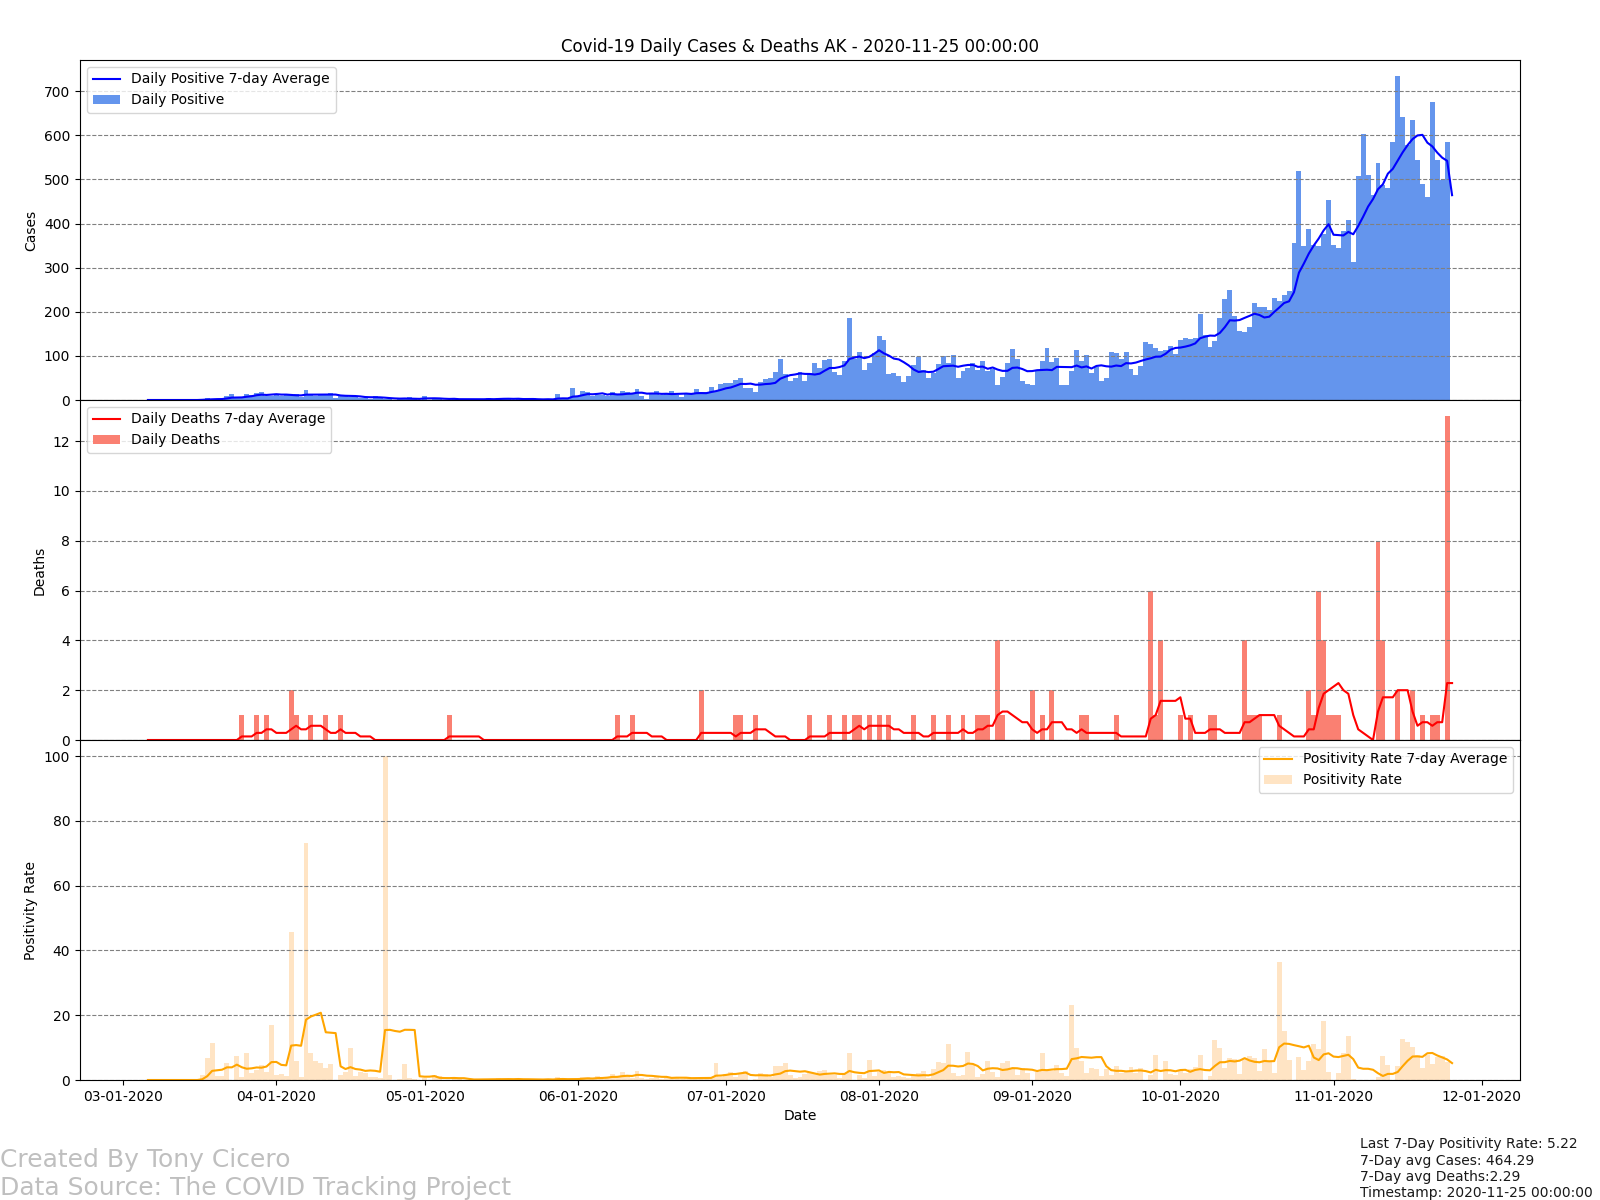 Covid-19 Daily Cases & Deaths AK - 2020-11-25 00:00:00
Daily Positive 7-day Average
Daily Positive
700
600
500
400
300
200
100
0
Cases
Daily Deaths 7-day Average
Daily Deaths
12
10
8
6
4
2
0
Deaths
Positivity Rate 7-day Average
Positivity Rate
100
80
60
40
20
0
Positivity Rate
03-01-2020 04-01-2020 05-01-2020 06-01-2020 07-01-2020 08-01-2020 09-01-2020 10-01-2020 11-01-2020 12-01-2020
Date
Created By Tony Cicero
Data Source: The COVID Tracking Project
Last 7-Day Positivity Rate: 5.22
7-Day avg Cases: 464.29
7-Day avg Deaths:2.29
Timestamp: 2020-11-25 00:00:00